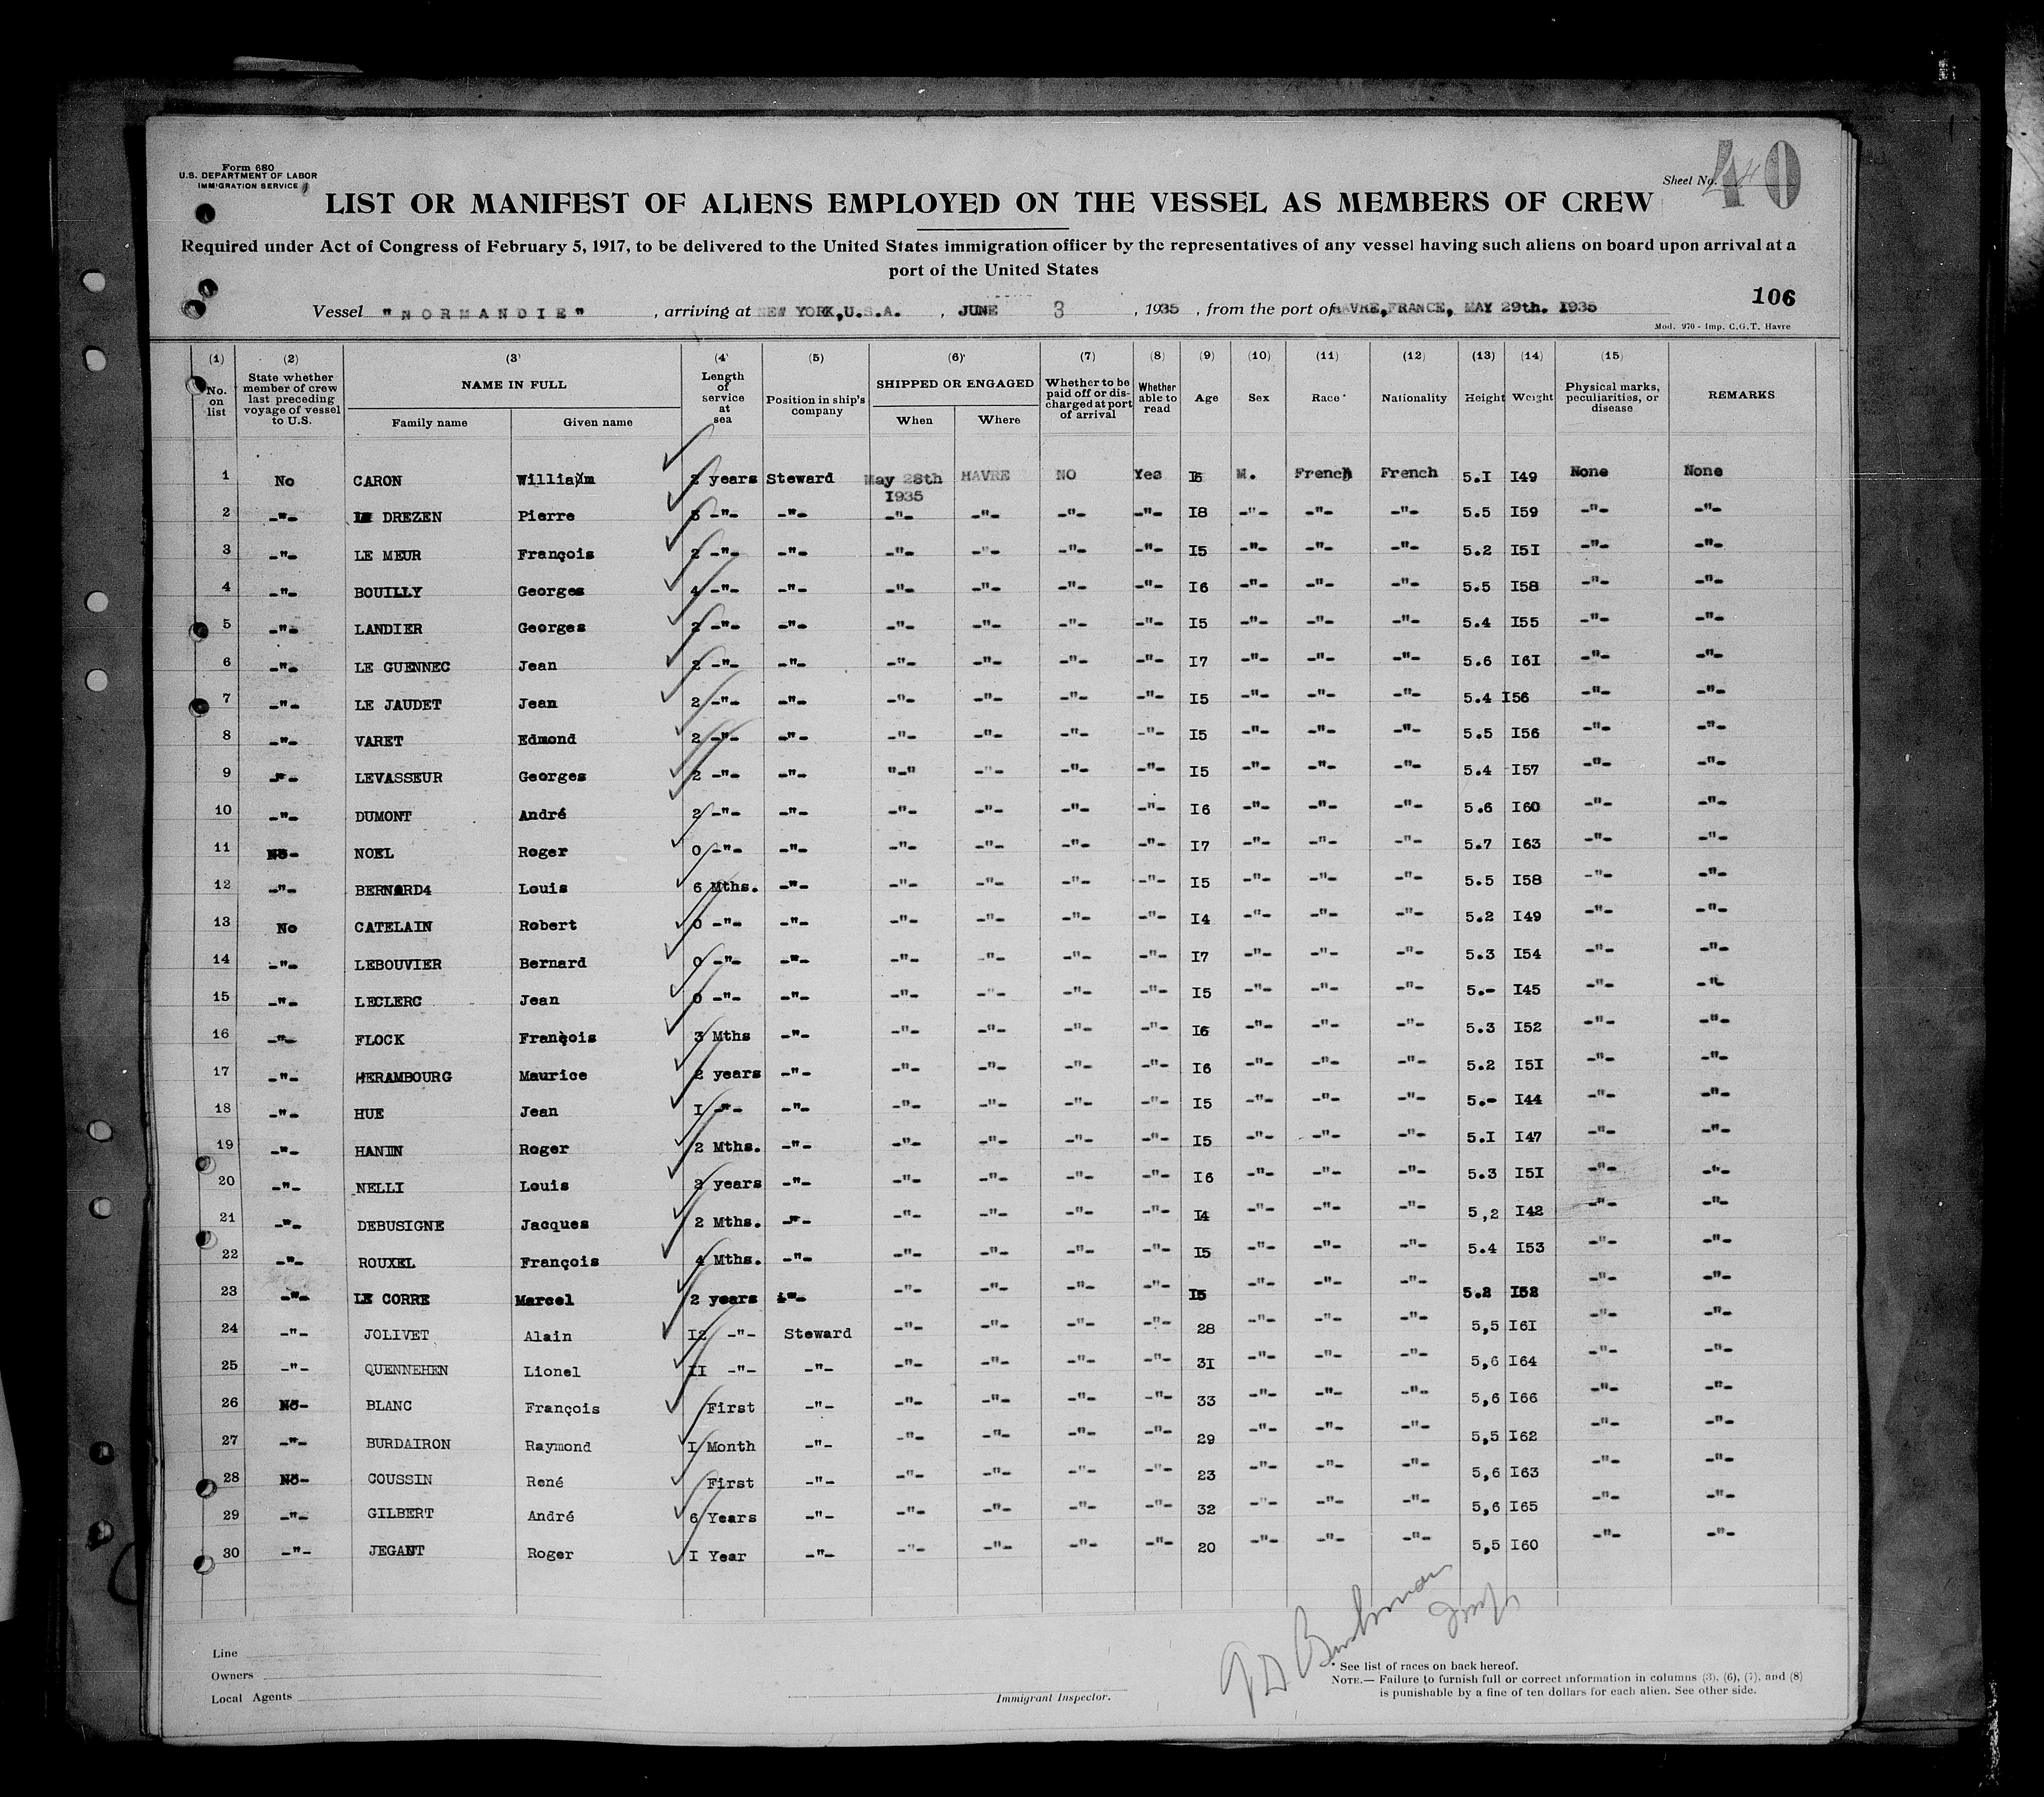 Form 680
U.S. DEPARTMENT OF LABOR
IMMIGRATION SERVICE
Sheet No.
40
LIST OR MANIFEST OF ALIENS EMPLOYED ON THE VESSEL AS MEMBERS OF CREW
Required under Act of Congress of February 5, 1917, to be delivered to the United States immigration officer by the representatives of any vessel having such aliens on board upon arrival at a
port of the United States
106
Vessel "NORMANDIE" , arriving at NEW YORK,U.S.A. , JUNE 3 , 1935 , from the port of HAVRE,FRANCE, MAY 29th. 1935
Mod. 970 - Imp. C.G.T. Havre
(1) (2) (3) (4) (5) (6) (7) (8) (9) (10) (11) (12) (13) (14) (15)
No. on list State whether member of crew last preceding voyage of vessel to U.S. NAME IN FULL Length of service at sea Position in ship's company SHIPPED OR ENGAGED Whether to be paid off or discharged at port of arrival Whether able to read Age Sex Race* Nationality Height Weight Physical marks, peculiarities, or disease REMARKS
Family name Given name When Where
1 No CARON William 2 years Steward May 28th 1935 HAVRE NO Yes I5 M. French French 5.I I49 None None
2 -"- LE DREZEN Pierre 5 -"- -"- -"- -"- -"- -"- I8 -"- -"- -"- 5.5 I59 -"- -"-
3 -"- LE MEUR François 2 -"- -"- -"- -"- -"- -"- I5 -"- -"- -"- 5.2 I5I -"- -"-
4 -"- BOUILLY Georges 4 -"- -"- -"- -"- -"- -"- I6 -"- -"- -"- 5.5 I58 -"- -"-
5 -"- LANDIER Georges 2 -"- -"- -"- -"- -"- -"- I5 -"- -"- -"- 5.4 I55 -"- -"-
6 -"- LE GUENNEC Jean 2 -"- -"- -"- -"- -"- -"- I7 -"- -"- -"- 5.6 I6I -"- -"-
7 -"- LE JAUDET Jean 2 -"- -"- -"- -"- -"- -"- I5 -"- -"- -"- 5.4 I56 -"- -"-
8 -"- VARET Edmond 2 -"- -"- -"- -"- -"- -"- I5 -"- -"- -"- 5.5 I56 -"- -"-
9 -"- LEVASSEUR Georges 2 -"- -"- "-" -"- -"- -"- I5 -"- -"- -"- 5.4 I57 -"- -"-
10 -"- DUMONT André 2 -"- -"- -"- -"- -"- -"- I6 -"- -"- -"- 5.6 I60 -"- -"-
11 No- NOEL Roger 0 -"- -"- -"- -"- -"- -"- I7 -"- -"- -"- 5.7 I63 -"- -"-
12 -"- BERNARD4 Louis 6 Mths. -"- -"- -"- -"- -"- I5 -"- -"- -"- 5.5 I58 -"- -"-
13 No CATELAIN Robert 0 -"- -"- -"- -"- -"- -"- I4 -"- -"- -"- 5.2 I49 -"- -"-
14 -"- LEBOUVIER Bernard 0 -"- -"- -"- -"- -"- -"- I7 -"- -"- -"- 5.3 I54 -"- -"-
15 -"- LECLERC Jean 0 -"- -"- -"- -"- -"- -"- I5 -"- -"- -"- 5.- I45 -"- -"-
16 -"- FLOCK François 3 Mths -"- -"- -"- -"- -"- I6 -"- -"- -"- 5.3 I52 -"- -"-
17 -"- HERAMBOURG Maurice 2 years -"- -"- -"- -"- -"- I6 -"- -"- -"- 5.2 I5I -"- -"-
18 -"- HUE Jean I -"- -"- -"- -"- -"- -"- I5 -"- -"- -"- 5.- I44 -"- -"-
19 -"- HANIN Roger 2 Mths. -"- -"- -"- -"- -"- I5 -"- -"- -"- 5.I I47 -"- -"-
20 -"- NELLI Louis 2 years -"- -"- -"- -"- -"- I6 -"- -"- -"- 5.3 I5I -"- -"-
21 -"- DEBUSIGNE Jacques 2 Mths. -"- -"- -"- -"- -"- I4 -"- -"- -"- 5,2 I42 -"- -"-
22 -"- ROUXEL François 4 Mths. -"- -"- -"- -"- -"- I5 -"- -"- -"- 5.4 I53 -"- -"-
23 -"- LE CORRE Marcel 2 years -"- -"- -"- -"- -"- I5 -"- -"- -"- 5.2 I52 -"- -"-
24 -"- JOLIVET Alain I2 -"- Steward -"- -"- -"- -"- 28 -"- -"- -"- 5,5 I6I -"- -"-
25 -"- QUENNEHEN Lionel II -"- -"- -"- -"- -"- -"- 3I -"- -"- -"- 5,6 I64 -"- -"-
26 No- BLANC François First -"- -"- -"- -"- -"- 33 -"- -"- -"- 5,6 I66 -"- -"-
27 -"- BURDAIRON Raymond I Month -"- -"- -"- -"- -"- 29 -"- -"- -"- 5,5 I62 -"- -"-
28 No- COUSSIN René First -"- -"- -"- -"- -"- 23 -"- -"- -"- 5,6 I63 -"- -"-
29 -"- GILBERT André 6 Years -"- -"- -"- -"- -"- 32 -"- -"- -"- 5,6 I65 -"- -"-
30 -"- JEGANT Roger I Year -"- -"- -"- -"- -"- 20 -"- -"- -"- 5,5 I60 -"- -"-
Line
Owners
Local Agents
Immigrant Inspector.
* See list of races on back hereof.
NOTE.— Failure to furnish full or correct information in columns (3), (6), (7), and (8)
is punishable by a fine of ten dollars for each alien. See other side.